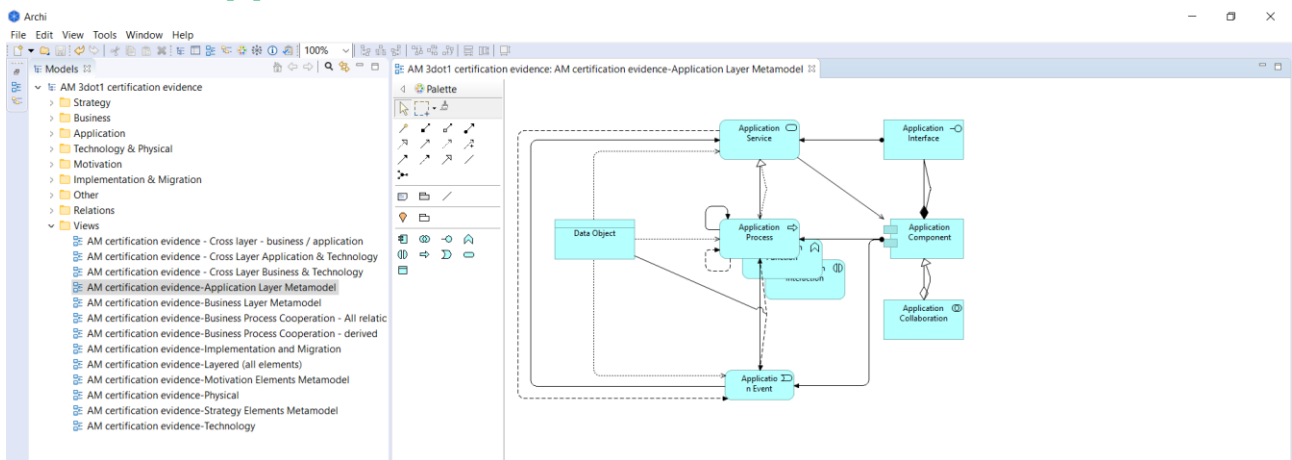 Archi
File Edit View Tools Window Help
100%
Models
AM 3dot1 certification evidence: AM certification evidence-Application Layer Metamodel
AM 3dot1 certification evidence
Strategy
Business
Application
Technology & Physical
Motivation
Implementation & Migration
Other
Relations
Views
AM certification evidence - Cross layer - business / application
AM certification evidence - Cross Layer Application & Technology
AM certification evidence - Cross Layer Business & Technology
AM certification evidence-Application Layer Metamodel
AM certification evidence-Business Layer Metamodel
AM certification evidence-Business Process Cooperation - All relatic
AM certification evidence-Business Process Cooperation - derived
AM certification evidence-Implementation and Migration
AM certification evidence-Layered (all elements)
AM certification evidence-Motivation Elements Metamodel
AM certification evidence-Physical
AM certification evidence-Strategy Elements Metamodel
AM certification evidence-Technology
Palette
Application
Service
Application
Interface
Data Object
Application
Process
Application
Component
Application
Collaboration
Applicatio
n Event